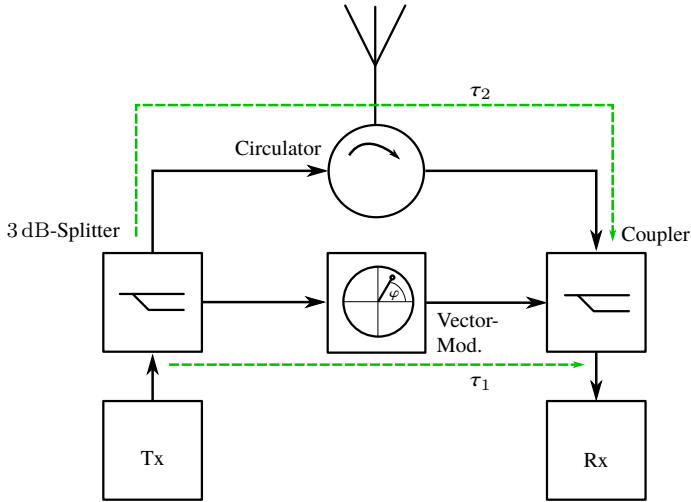 τ2
Circulator
3 dB-Splitter
Coupler
φ
Vector-
Mod.
τ1
Tx
Rx